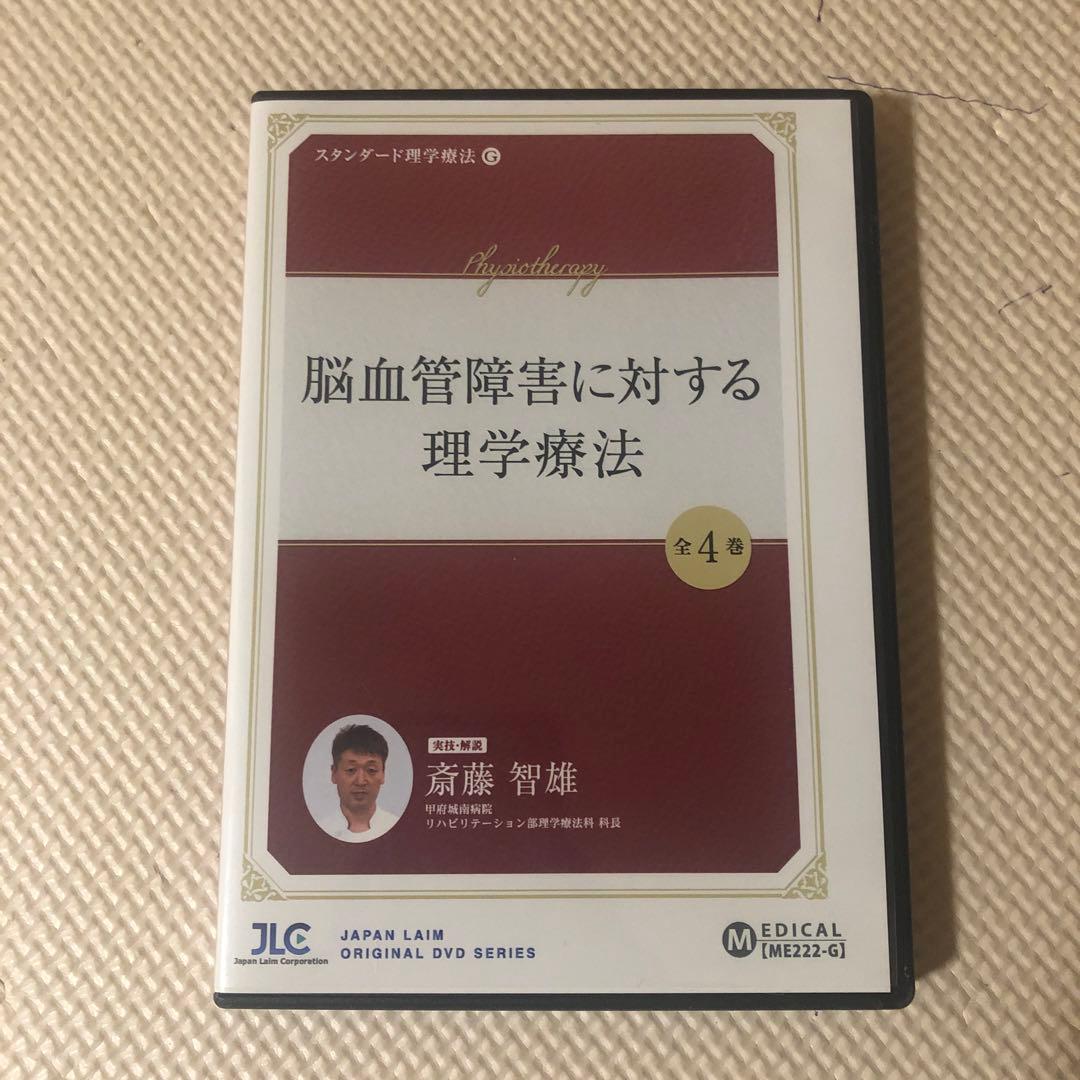 スタンダード理学療法 G
Physiotherapy
脳血管障害に対する
理学療法
全4巻
実技・解説
斎藤 智雄
甲府城南病院
リハビリテーション部理学療法科 科長
JLC
Japan Laim Corporation
JAPAN LAIM
ORIGINAL DVD SERIES
MEDICAL
【ME222-G】